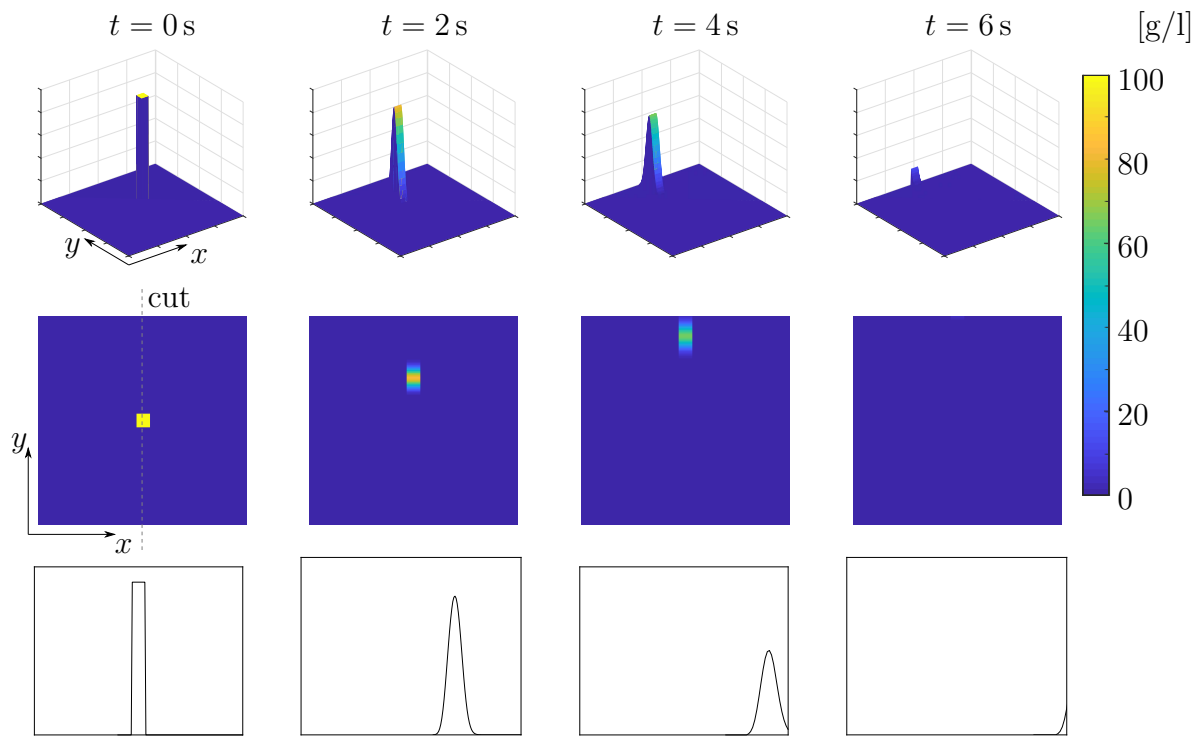 t = 0 s
t = 2 s
t = 4 s
t = 6 s
[g/l]
y
x
cut
y
x
100
80
60
40
20
0